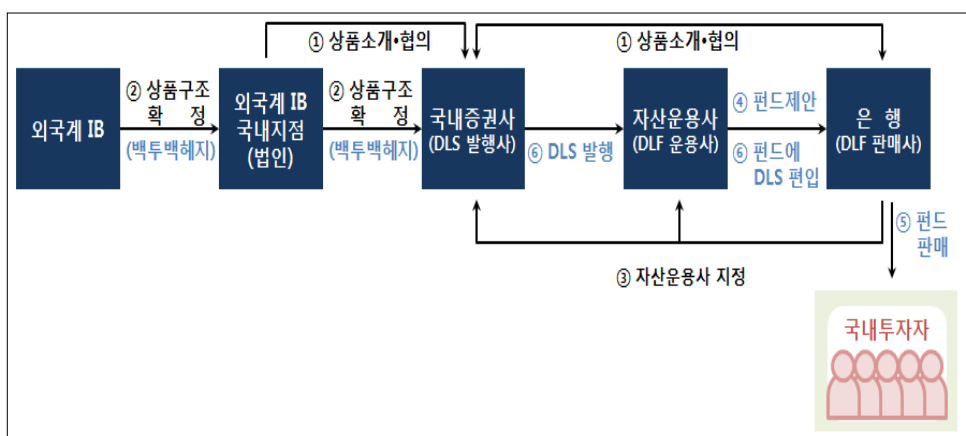 ① 상품소개•협의
① 상품소개•협의
외국계 IB
② 상품구조
확 정
(백투백헤지)
외국계 IB
국내지점
(법인)
② 상품구조
확 정
(백투백헤지)
국내증권사
(DLS 발행사)
⑥ DLS 발행
자산운용사
(DLF 운용사)
④ 펀드제안
⑥ 펀드에
DLS 편입
은 행
(DLF 판매사)
⑤ 펀드
판매
③ 자산운용사 지정
국내투자자